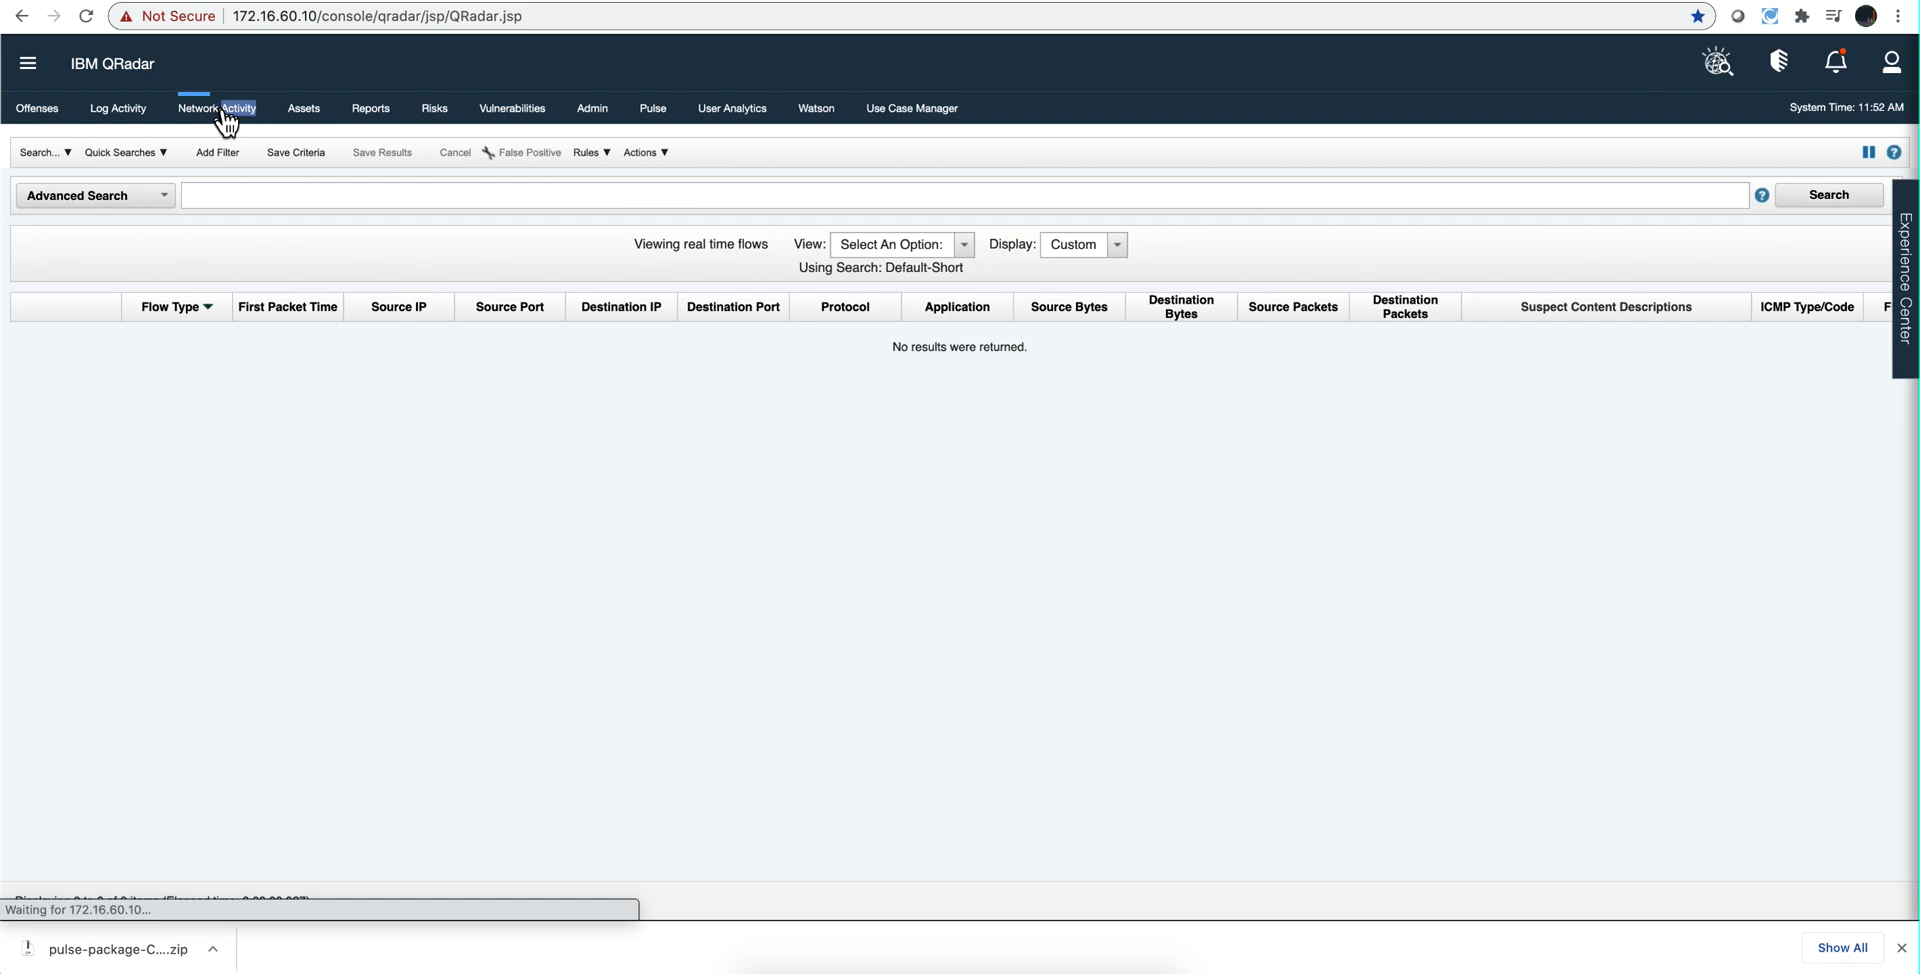 Not Secure 172.16.60.10/console/qradar/jsp/QRadar.jsp
IBM QRadar
Offenses Log Activity Network Activity Assets Reports Risks Vulnerabilities Admin Pulse User Analytics Watson Use Case Manager System Time: 11:52 AM
Search... Quick Searches Add Filter Save Criteria Save Results Cancel False Positive Rules Actions
Advanced Search Search
Experience Center
Viewing real time flows View: Select An Option: Display: Custom
Using Search: Default-Short
Flow Type First Packet Time Source IP Source Port Destination IP Destination Port Protocol Application Source Bytes Destination Bytes Source Packets Destination Packets Suspect Content Descriptions ICMP Type/Code F
No results were returned.
Waiting for 172.16.60.10...
pulse-package-C....zip Show All